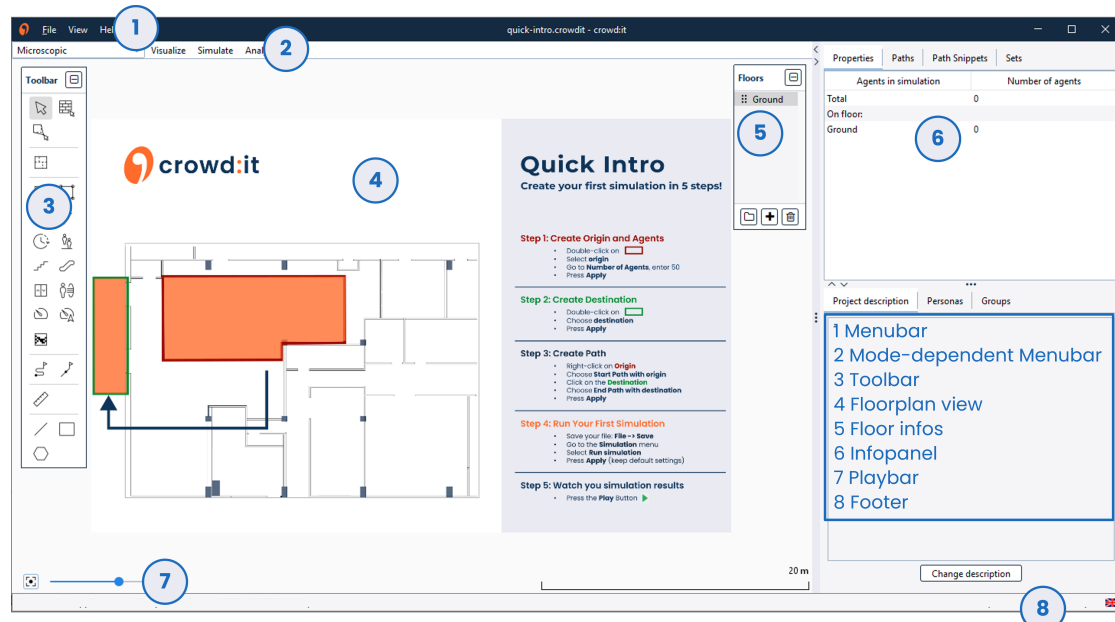 File View Hel
1
quick-intro.crowdit - crowd:it
Microscopic
Visualize Simulate Anal
2
Toolbar
3
crowd:it
4
Quick Intro
Create your first simulation in 5 steps!
Step 1: Create Origin and Agents
• Double-click on
• Select origin
• Go to Number of Agents, enter 50
• Press Apply
Step 2: Create Destination
• Double-click on
• Choose destination
• Press Apply
Step 3: Create Path
• Right-click on Origin
• Choose Start Path with origin
• Click on the Destination
• Choose End Path with destination
• Press Apply
Step 4: Run Your First Simulation
• Save your file: File -> Save
• Go to the Simulation menu
• Select Run simulation
• Press Apply (keep default settings)
Step 5: Watch you simulation results
• Press the Play Button
Floors
Ground
5
Properties Paths Path Snippets Sets
Agents in simulation Number of agents
Total 0
On floor:
Ground 0
6
Project description Personas Groups
1 Menubar
2 Mode-dependent Menubar
3 Toolbar
4 Floorplan view
5 Floor infos
6 Infopanel
7 Playbar
8 Footer
Change description
7
20 m
8